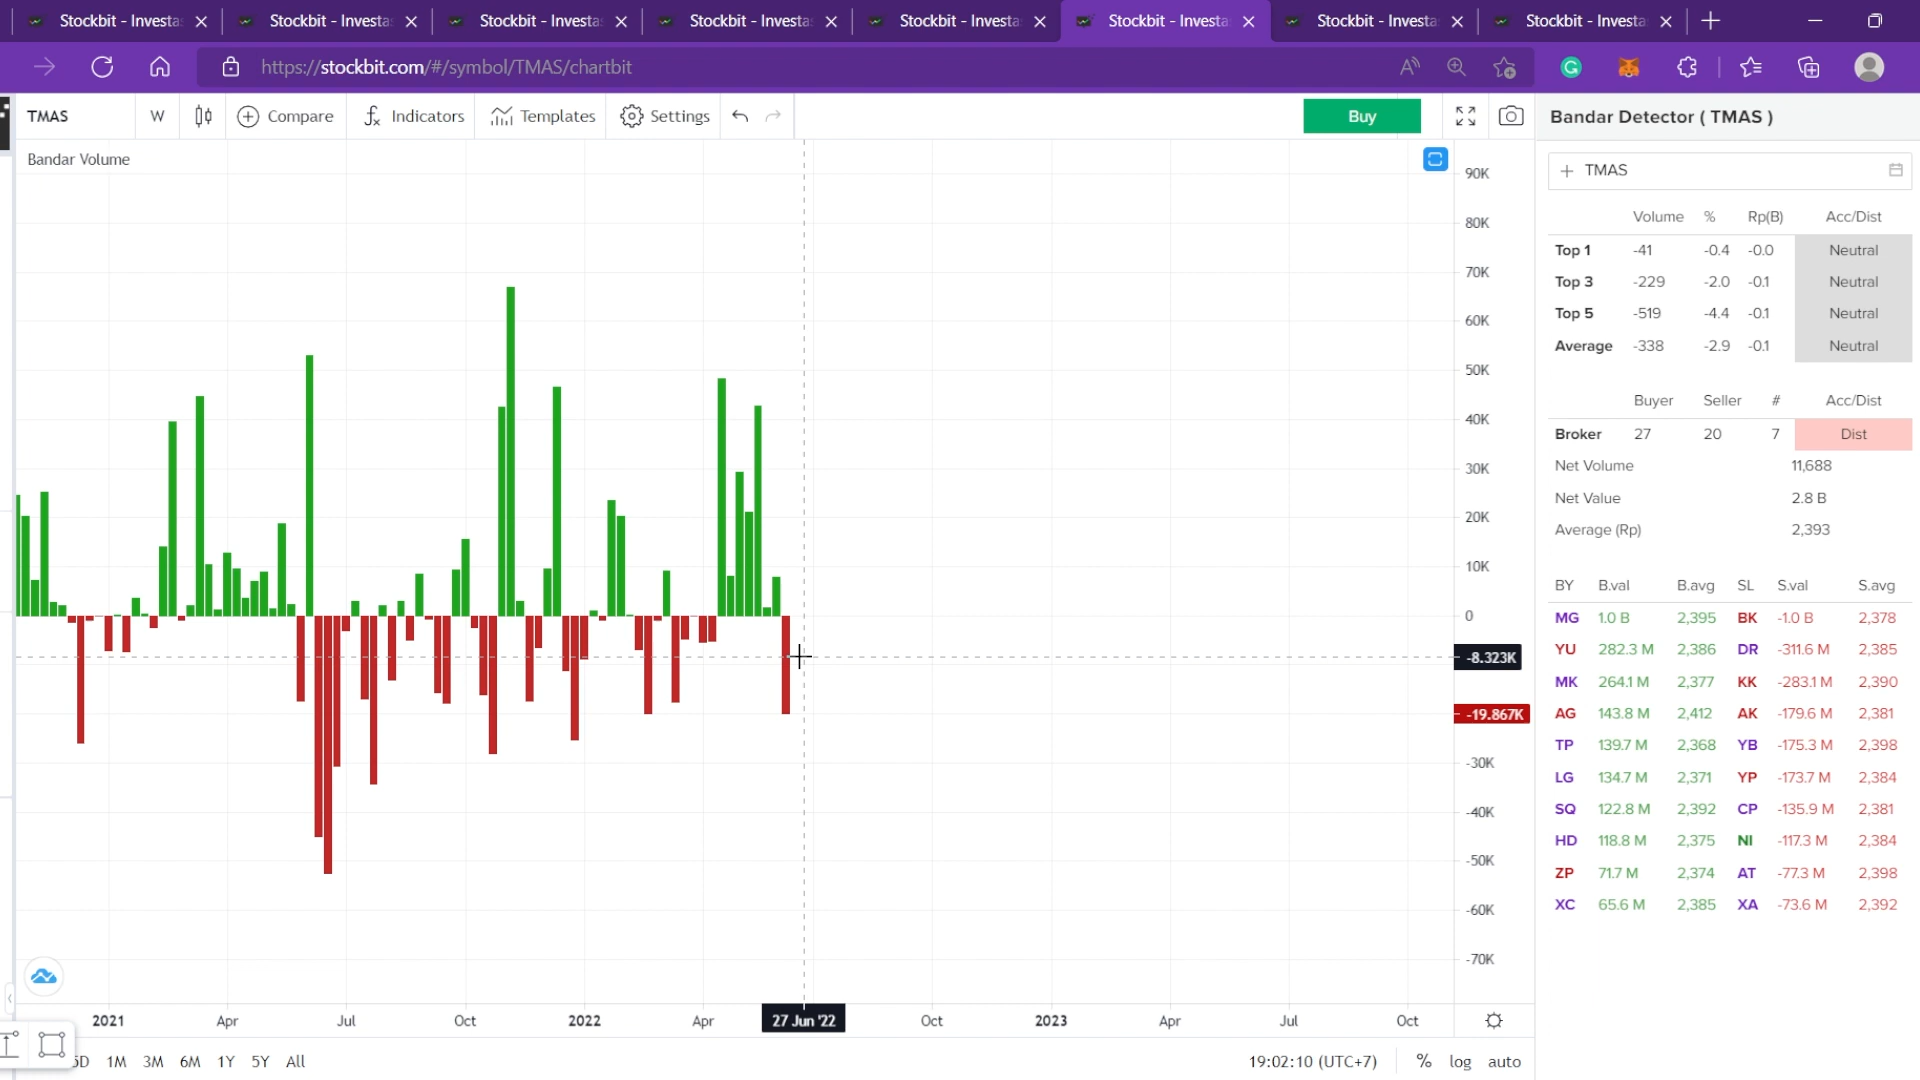 Stockbit - Investas Stockbit - Investas Stockbit - Investas Stockbit - Investas Stockbit - Investa Stockbit - Investa Stockbit - Investa Stockbit - Investa
https://stockbit.com/#/symbol/TMAS/chartbit
TMAS W Compare Indicators Templates Settings Buy
Bandar Volume
90K
80K
70K
60K
50K
40K
30K
20K
10K
0
-8.323K
-19.867K
-30K
-40K
-50K
-60K
-70K
2021 Apr Jul Oct 2022 Apr 27 Jun '22 Oct 2023 Apr Jul Oct
5D 1M 3M 6M 1Y 5Y All 19:02:10 (UTC+7) % log auto
Bandar Detector ( TMAS )
TMAS
Volume % Rp(B) Acc/Dist
Top 1 -41 -0.4 -0.0 Neutral
Top 3 -229 -2.0 -0.1 Neutral
Top 5 -519 -4.4 -0.1 Neutral
Average -338 -2.9 -0.1 Neutral
Buyer Seller # Acc/Dist
Broker 27 20 7 Dist
Net Volume 11,688
Net Value 2.8 B
Average (Rp) 2,393
BY B.val B.avg SL S.val S.avg
MG 1.0 B 2,395 BK -1.0 B 2,378
YU 282.3 M 2,386 DR -311.6 M 2,385
MK 264.1 M 2,377 KK -283.1 M 2,390
AG 143.8 M 2,412 AK -179.6 M 2,381
TP 139.7 M 2,368 YB -175.3 M 2,398
LG 134.7 M 2,371 YP -173.7 M 2,384
SQ 122.8 M 2,392 CP -135.9 M 2,381
HD 118.8 M 2,375 NI -117.3 M 2,384
ZP 71.7 M 2,374 AT -77.3 M 2,398
XC 65.6 M 2,385 XA -73.6 M 2,392